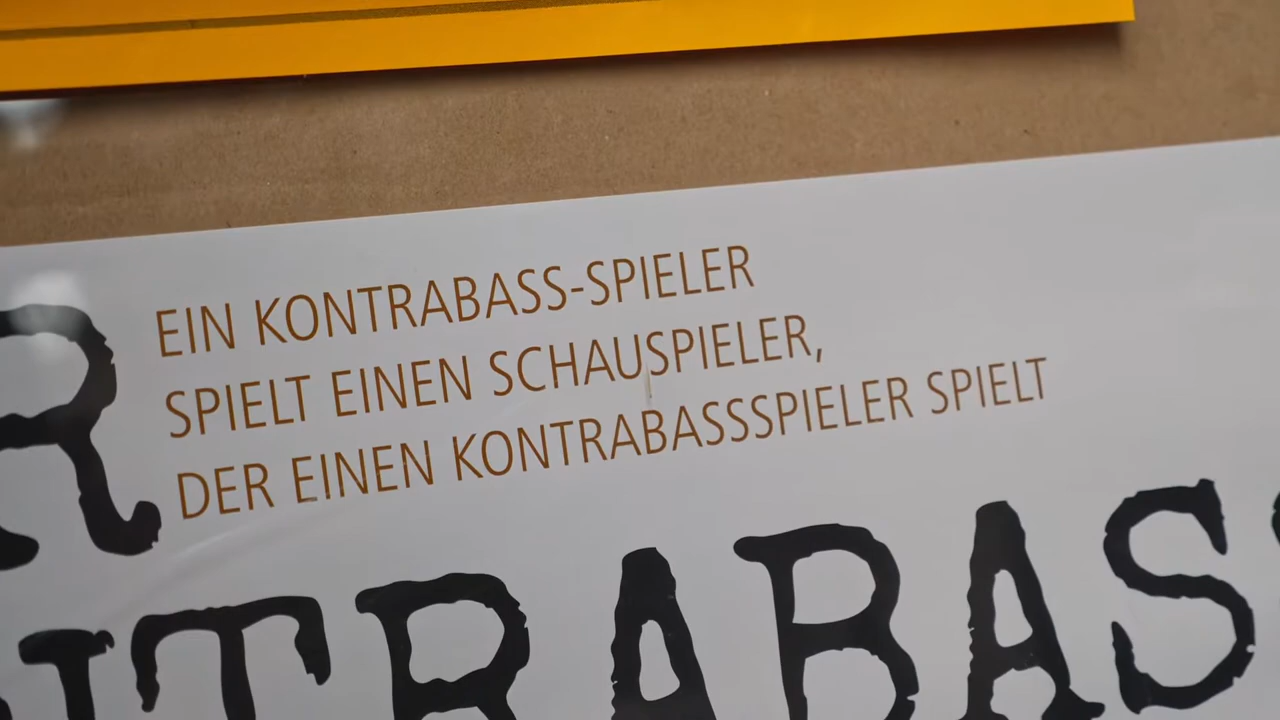 EIN KONTRABASS-SPIELER
SPIELT EINEN SCHAUSPIELER,
DER EINEN KONTRABASSSPIELER SPIELT